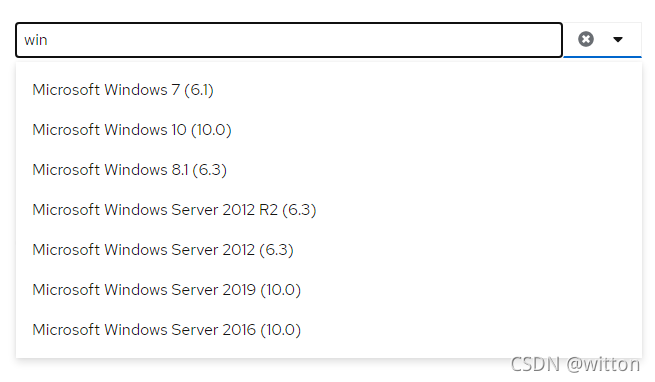 win
Microsoft Windows 7 (6.1)
Microsoft Windows 10 (10.0)
Microsoft Windows 8.1 (6.3)
Microsoft Windows Server 2012 R2 (6.3)
Microsoft Windows Server 2012 (6.3)
Microsoft Windows Server 2019 (10.0)
Microsoft Windows Server 2016 (10.0)
CSDN @witton